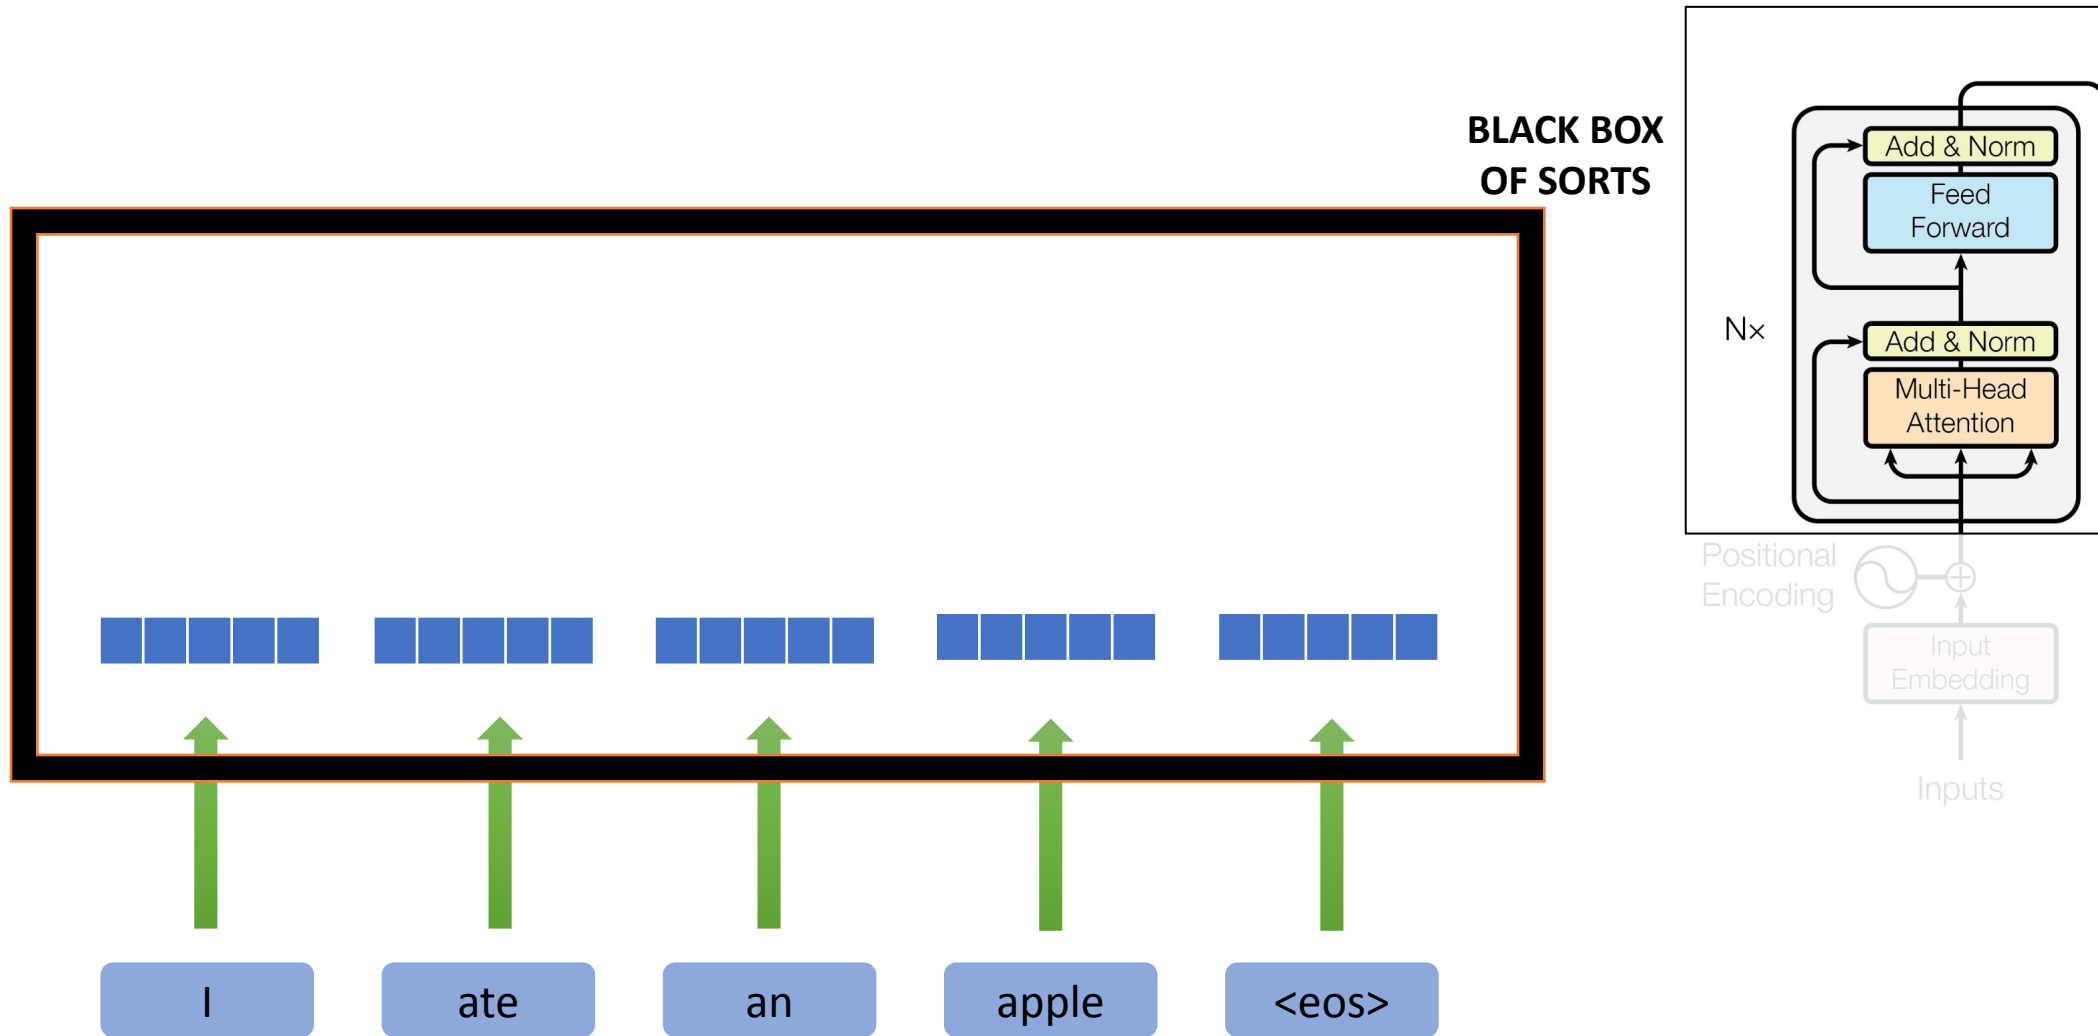 BLACK BOX
OF SORTS
I
ate
an
apple
<eos>
Add & Norm
Feed
Forward
N×
Add & Norm
Multi-Head
Attention
Positional
Encoding
Input
Embedding
Inputs